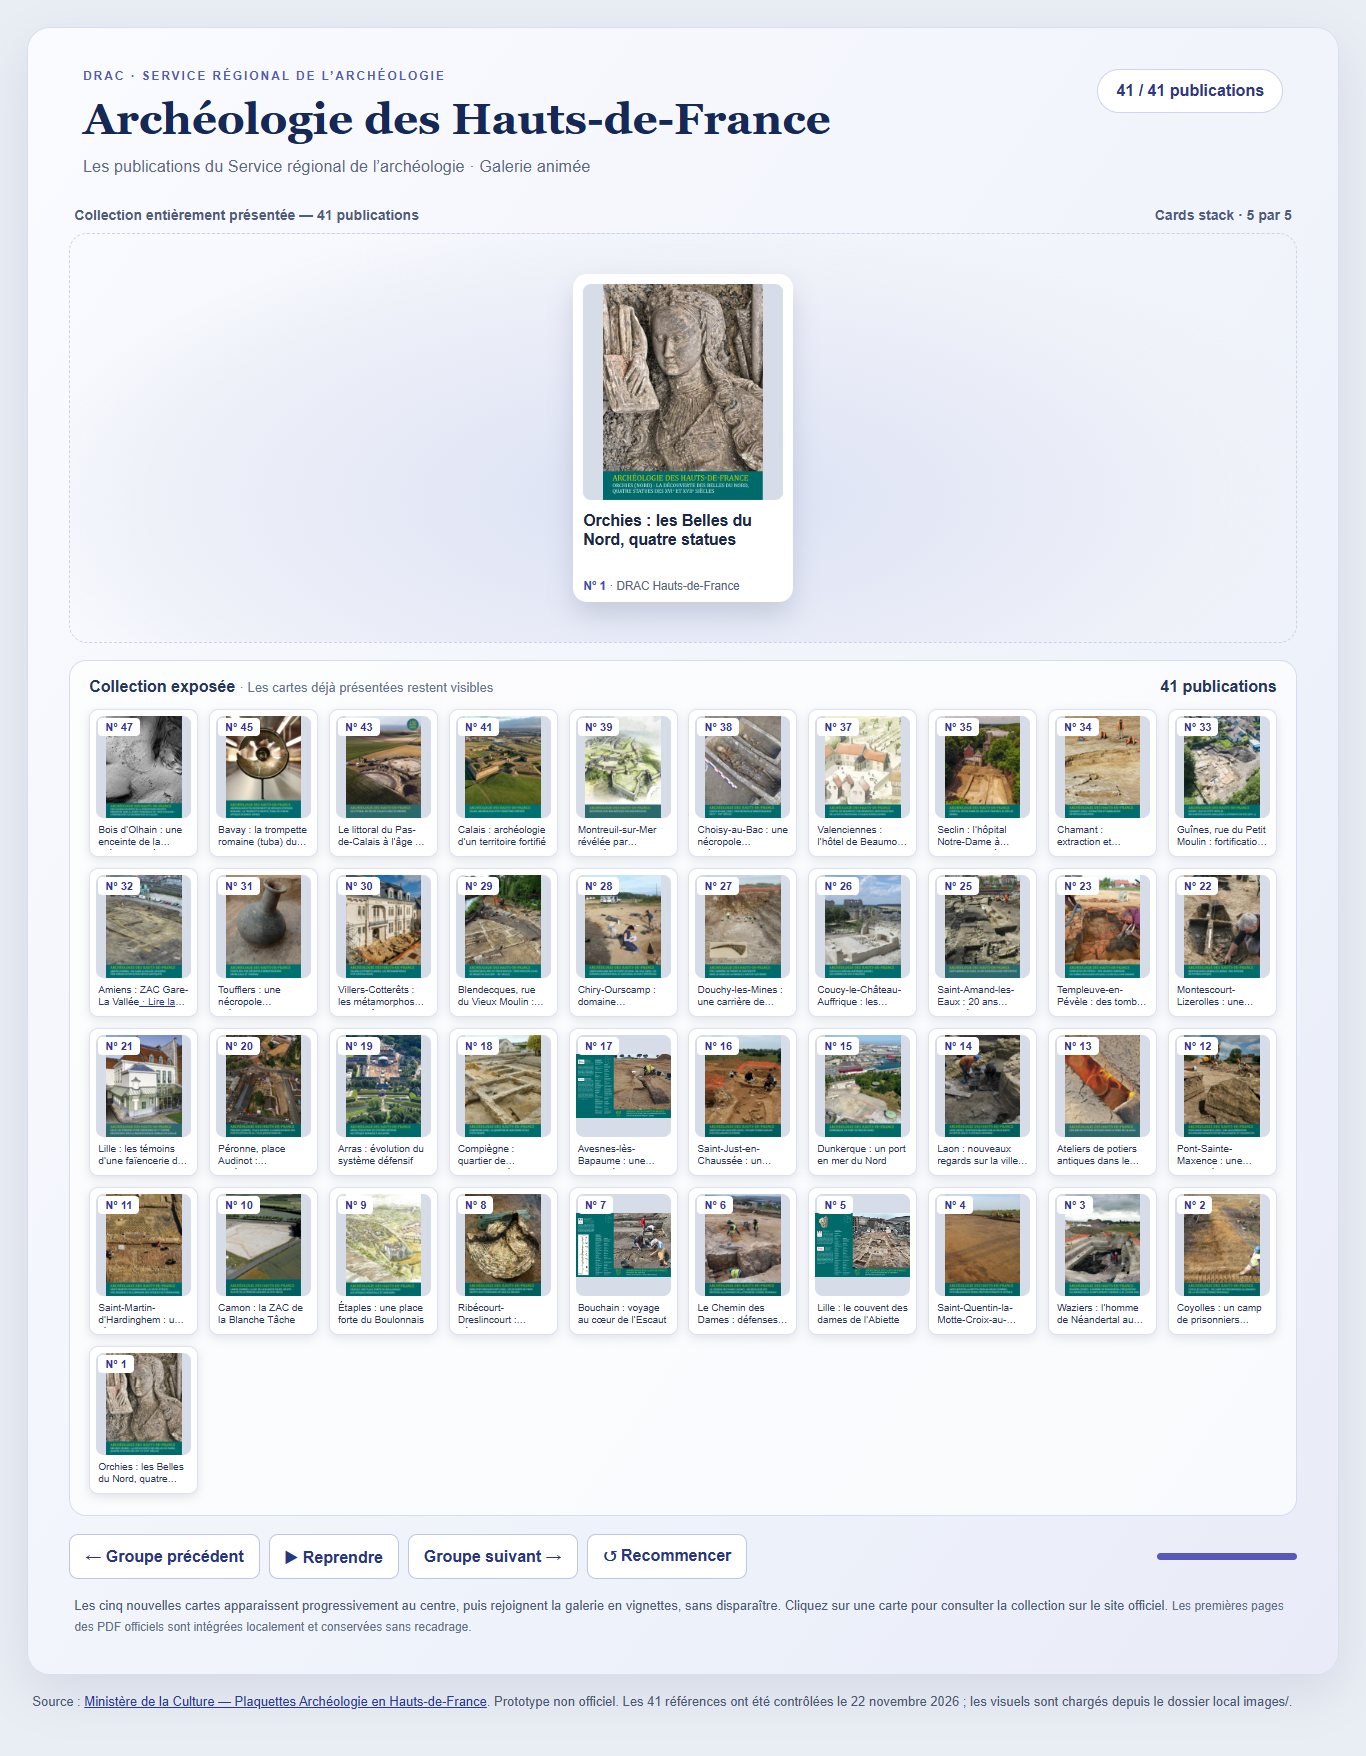 DRAC · SERVICE RÉGIONAL DE L'ARCHÉOLOGIE
Archéologie des Hauts-de-France
Les publications du Service régional de l'archéologie · Galerie animée
41 / 41 publications
Collection entièrement présentée — 41 publications
Cards stack · 5 par 5
ARCHÉOLOGIE DES HAUTS-DE-FRANCE
ORCHIES (NORD) : LA DÉCOUVERTE DES BELLES DU NORD,
QUATRE STATUES DES XVIᵉ ET XVIIᵉ SIÈCLES
Orchies : les Belles du
Nord, quatre statues
N° 1 · DRAC Hauts-de-France
Collection exposée · Les cartes déjà présentées restent visibles
41 publications
N° 47
Bois d'Olhain : une
enceinte de la…
N° 45
Bavay : la trompette
romaine (tuba) du…
N° 43
Le littoral du Pas-
de-Calais à l'âge …
N° 41
Calais : archéologie
d'un territoire fortifié
N° 39
Montreuil-sur-Mer
révélée par…
N° 38
Choisy-au-Bac : une
nécropole…
N° 37
Valenciennes :
l'hôtel de Beaumo…
N° 35
Seclin : l'hôpital
Notre-Dame à…
N° 34
Chamant :
extraction et…
N° 33
Guînes, rue du Petit
Moulin : fortificatio…
N° 32
Amiens : ZAC Gare-
La Vallée · Lire la…
N° 31
Toufflers : une
nécropole…
N° 30
Villers-Cotterêts :
les métamorphos…
N° 29
Blendecques, rue
du Vieux Moulin :…
N° 28
Chiry-Ourscamp :
domaine…
N° 27
Douchy-les-Mines :
une carrière de…
N° 26
Coucy-le-Château-
Auffrique : les…
N° 25
Saint-Amand-les-
Eaux : 20 ans…
N° 23
Templeuve-en-
Pévèle : des tomb…
N° 22
Montescourt-
Lizerolles : une…
N° 21
Lille : les témoins
d'une faïencerie d…
N° 20
Péronne, place
Audinot :…
N° 19
Arras : évolution du
système défensif
N° 18
Compiègne :
quartier de…
N° 17
Avesnes-lès-
Bapaume : une…
N° 16
Saint-Just-en-
Chaussée : un…
N° 15
Dunkerque : un port
en mer du Nord
N° 14
Laon : nouveaux
regards sur la ville…
N° 13
Ateliers de potiers
antiques dans le…
N° 12
Pont-Sainte-
Maxence : une…
N° 11
Saint-Martin-
d'Hardinghem : u…
N° 10
Camon : la ZAC de
la Blanche Tâche
N° 9
Étaples : une place
forte du Boulonnais
N° 8
Ribécourt-
Dreslincourt :…
N° 7
Bouchain : voyage
au cœur de l'Escaut
N° 6
Le Chemin des
Dames : défenses…
N° 5
Lille : le couvent des
dames de l'Abiette
N° 4
Saint-Quentin-la-
Motte-Croix-au-…
N° 3
Waziers : l'homme
de Néandertal au…
N° 2
Coyolles : un camp
de prisonniers…
N° 1
Orchies : les Belles
du Nord, quatre…
← Groupe précédent
▶ Reprendre
Groupe suivant →
↺ Recommencer
Les cinq nouvelles cartes apparaissent progressivement au centre, puis rejoignent la galerie en vignettes, sans disparaître. Cliquez sur une carte pour consulter la collection sur le site officiel. Les premières pages
des PDF officiels sont intégrées localement et conservées sans recadrage.
Source : Ministère de la Culture — Plaquettes Archéologie en Hauts-de-France. Prototype non officiel. Les 41 références ont été contrôlées le 22 novembre 2026 ; les visuels sont chargés depuis le dossier local images/.